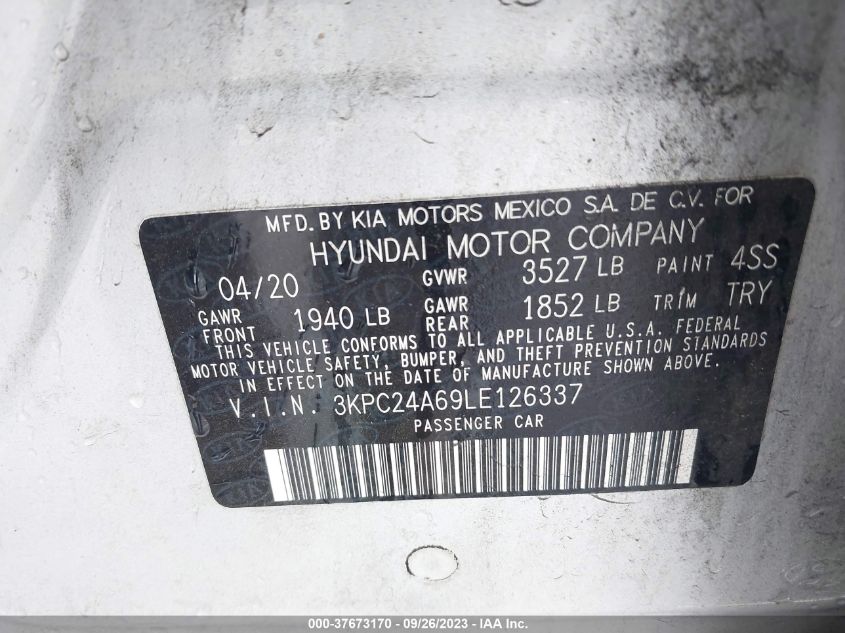 MFD. BY KIA MOTORS MEXICO S.A. DE C.V. FOR
HYUNDAI MOTOR COMPANY
04/20 GVWR 3527 LB PAINT 4SS
GAWR FRONT 1940 LB GAWR REAR 1852 LB TRIM TRY
THIS VEHICLE CONFORMS TO ALL APPLICABLE U.S.A. FEDERAL
MOTOR VEHICLE SAFETY, BUMPER, AND THEFT PREVENTION STANDARDS
IN EFFECT ON THE DATE OF MANUFACTURE SHOWN ABOVE.
V.I.N. 3KPC24A69LE126337
PASSENGER CAR
000-37673170 - 09/26/2023 - © IAA Inc.